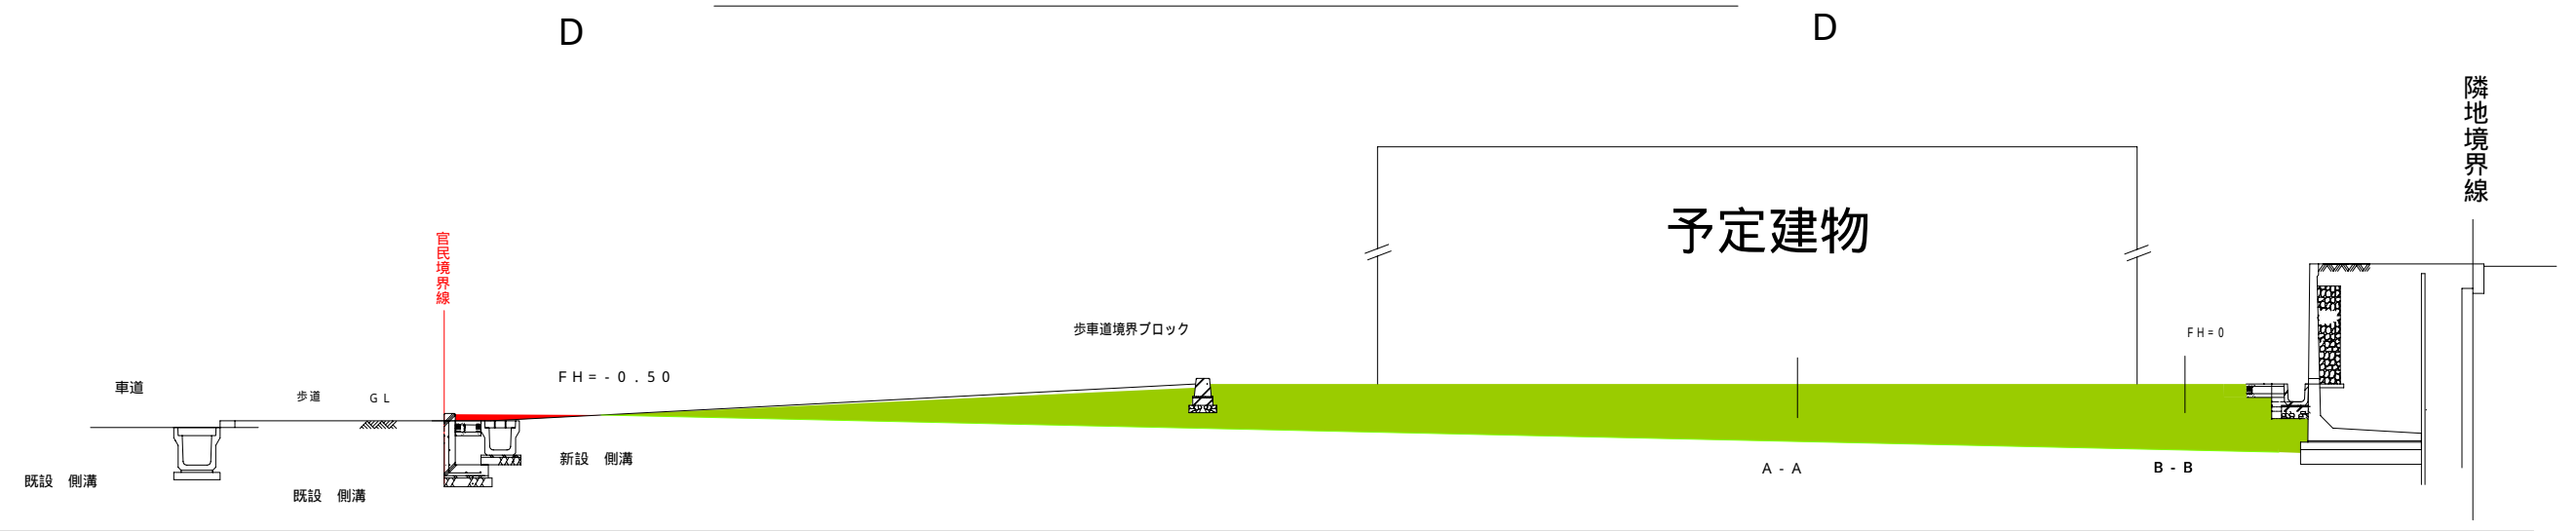 D
D
隣地境界線
予定建物
官民境界線
歩車道境界ブロック
FH=0
FH=-0.50
車道
歩道
GL
新設　側溝
A-A
B-B
既設　側溝
既設　側溝